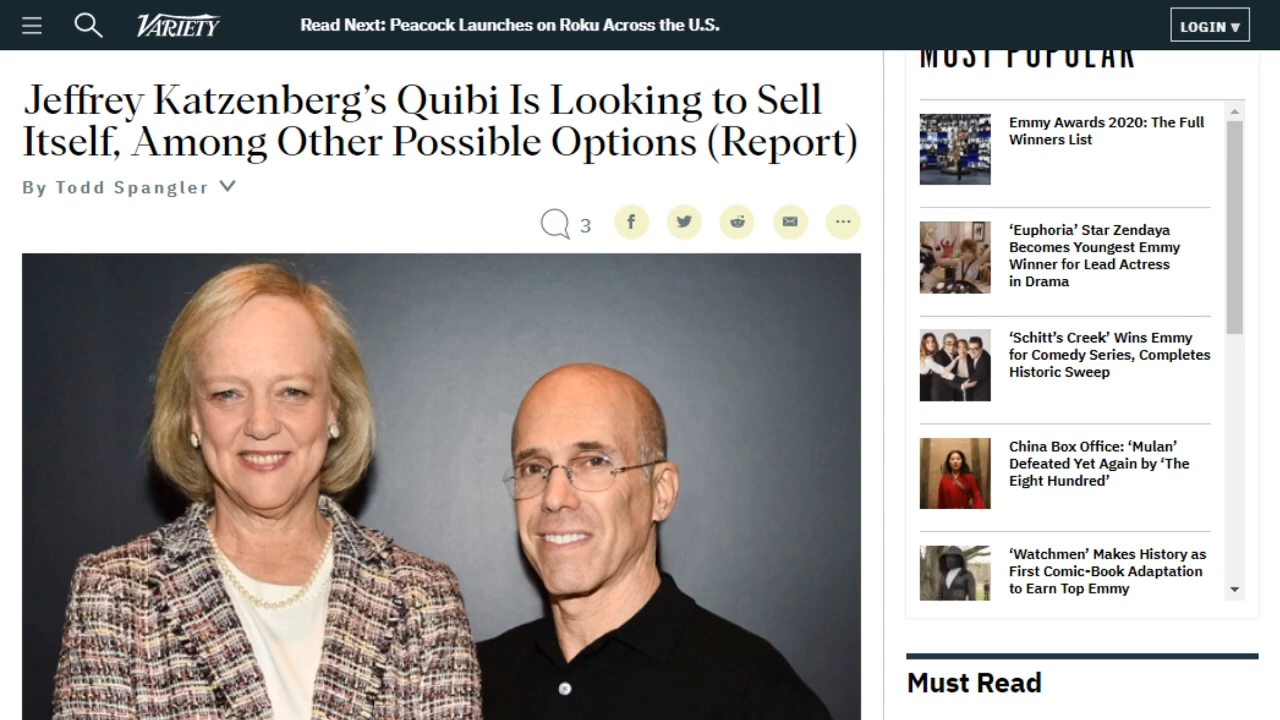 VARIETY
Read Next: Peacock Launches on Roku Across the U.S.
LOGIN ▼
Jeffrey Katzenberg's Quibi Is Looking to Sell
Itself, Among Other Possible Options (Report)
By Todd Spangler
3
MOST POPULAR
Emmy Awards 2020: The Full
Winners List
‘Euphoria’ Star Zendaya
Becomes Youngest Emmy
Winner for Lead Actress
in Drama
‘Schitt’s Creek’ Wins Emmy
for Comedy Series, Completes
Historic Sweep
China Box Office: ‘Mulan’
Defeated Yet Again by ‘The
Eight Hundred’
‘Watchmen’ Makes History as
First Comic-Book Adaptation
to Earn Top Emmy
Must Read